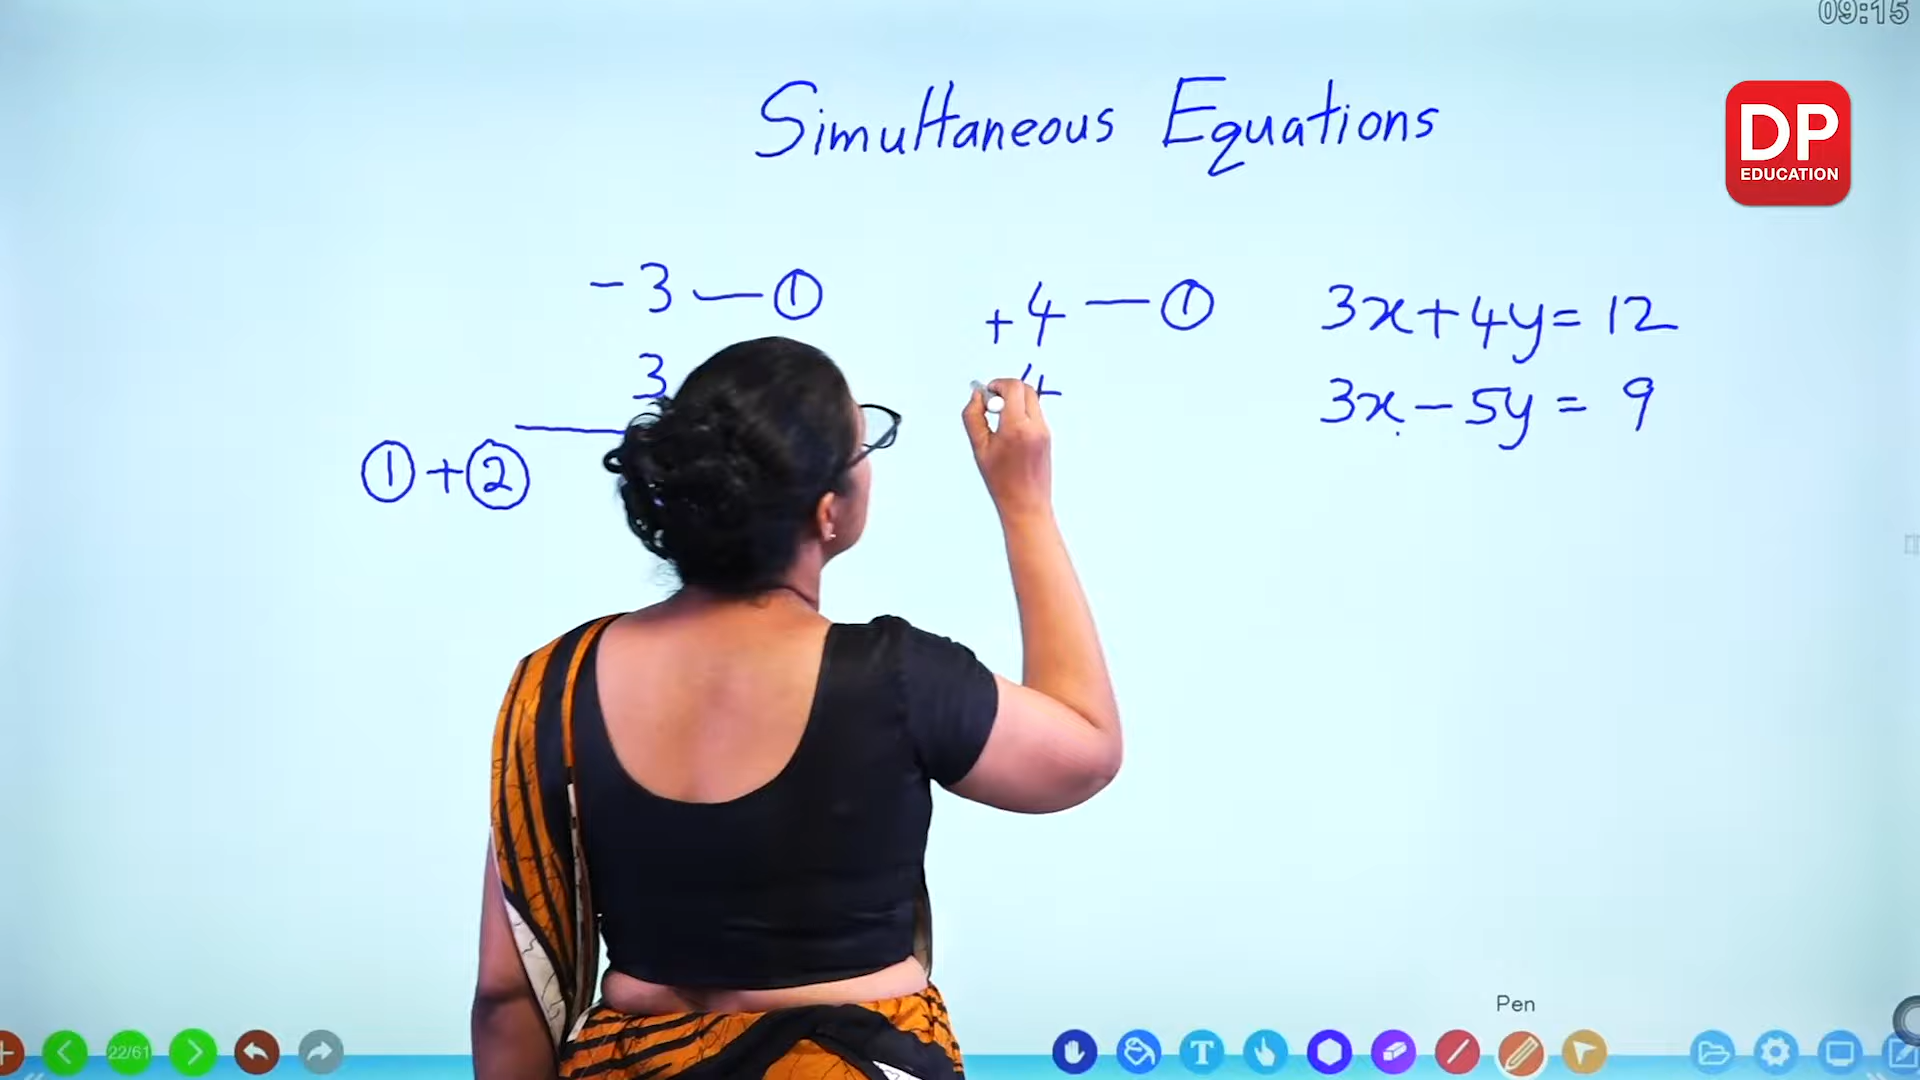 09:15
Simultaneous Equations
DP
EDUCATION
-3 — ①
3
① + ②
+4 — ①
4
3x+4y= 12
3x-5y = 9
Pen
22/61
T